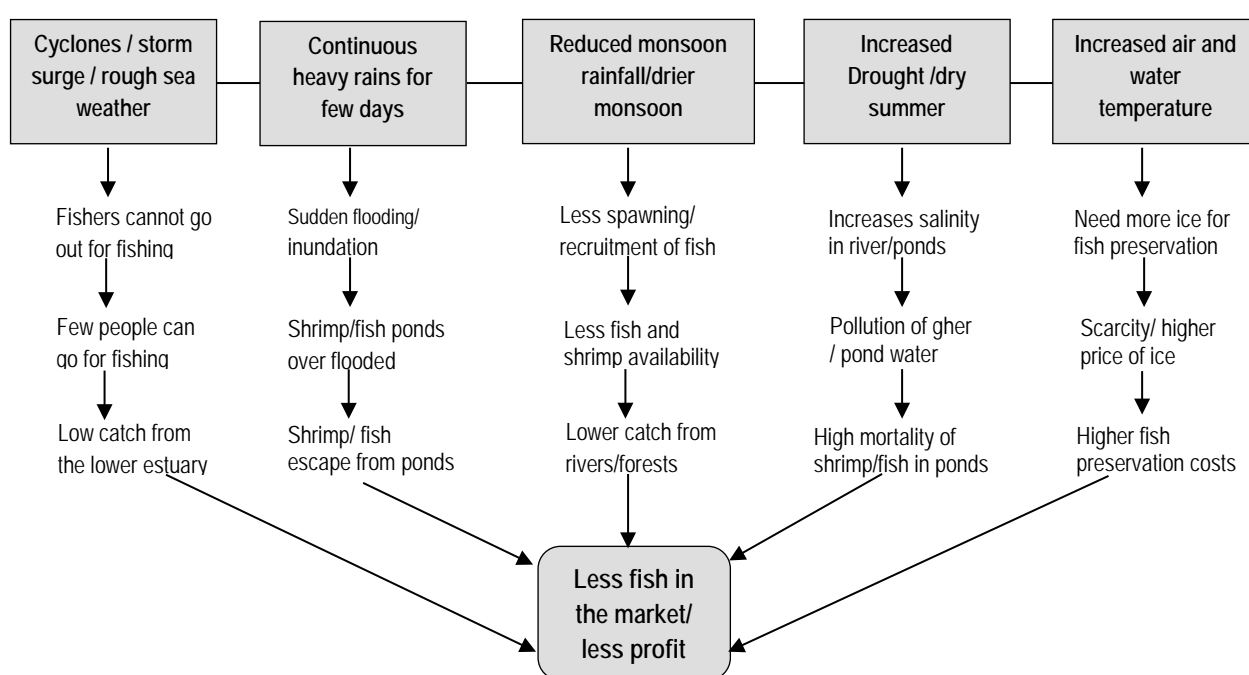 Cyclones / storm
surge / rough sea
weather
Continuous
heavy rains for
few days
Reduced monsoon
rainfall/drier
monsoon
Increased
Drought /dry
summer
Increased air and
water
temperature
Fishers cannot go
out for fishing
Sudden flooding/
inundation
Less spawning/
recruitment of fish
Increases salinity
in river/ponds
Need more ice for
fish preservation
Few people can
go for fishing
Shrimp/fish ponds
over flooded
Less fish and
shrimp availability
Pollution of gher
/ pond water
Scarcity/ higher
price of ice
Low catch from
the lower estuary
Shrimp/ fish
escape from ponds
Lower catch from
rivers/forests
High mortality of
shrimp/fish in ponds
Higher fish
preservation costs
Less fish in
the market/
less profit